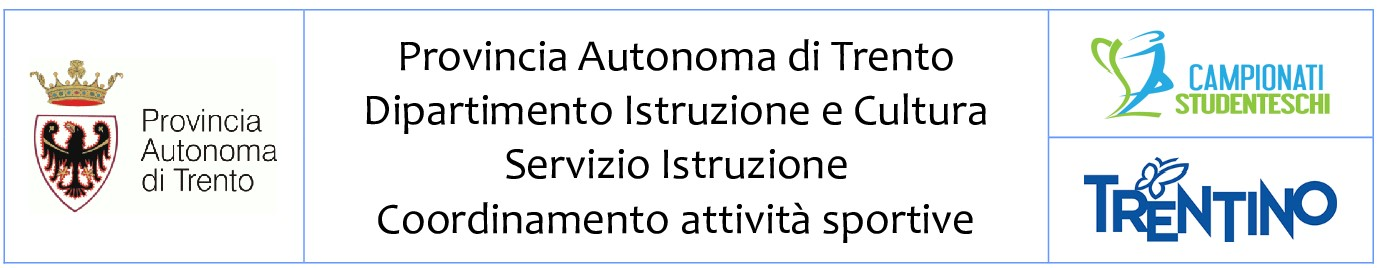 Provincia
Autonoma
di Trento
Provincia Autonoma di Trento
Dipartimento Istruzione e Cultura
Servizio Istruzione
Coordinamento attività sportive
CAMPIONATI
STUDENTESCHI
TRENTINO